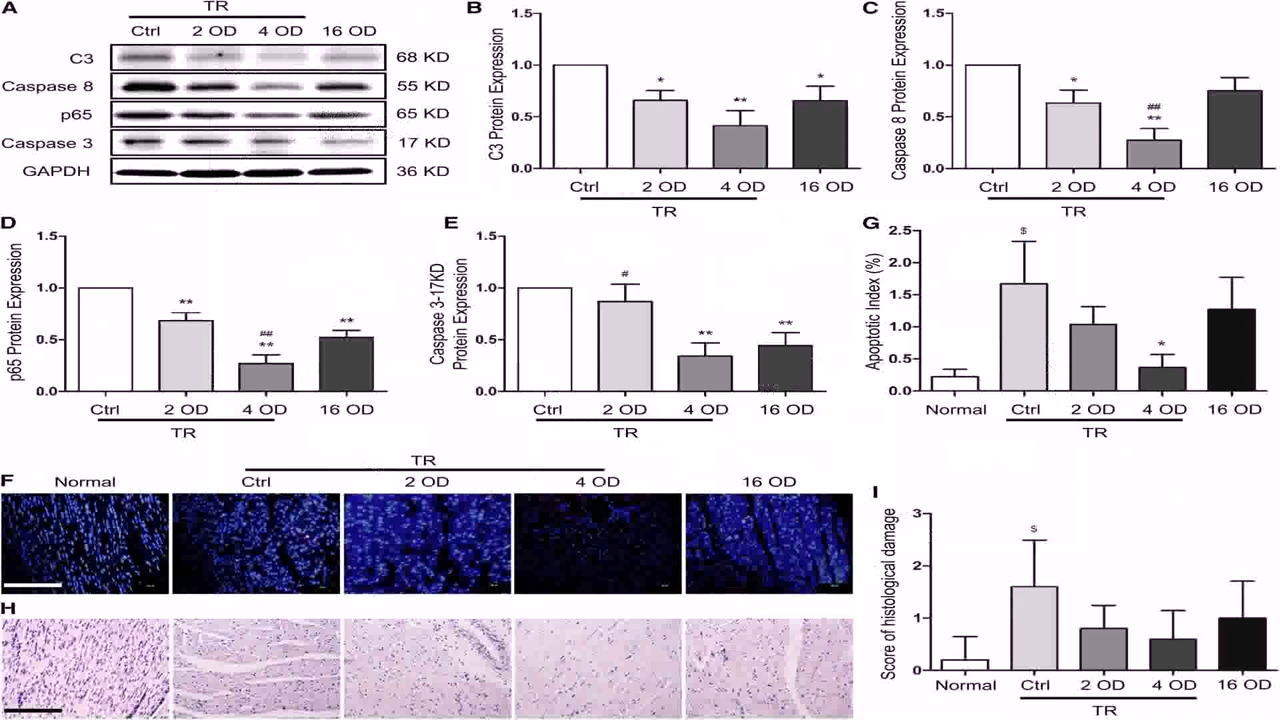 A
TR
Ctrl 2 OD 4 OD 16 OD
C3 68 KD
Caspase 8 55 KD
p65 65 KD
Caspase 3 17 KD
GAPDH 36 KD
B
C3 Protein Expression
1.5
1.0
0.5
0.0
*
**
*
Ctrl 2 OD 4 OD 16 OD
TR
C
Caspase 8 Protein Expression
1.5
1.0
0.5
0.0
*
##
**
Ctrl 2 OD 4 OD 16 OD
TR
D
p65 Protein Expression
1.5
1.0
0.5
0.0
**
##
**
**
Ctrl 2 OD 4 OD 16 OD
TR
E
Caspase 3-17KD
Protein Expression
1.5
1.0
0.5
0.0
#
**
**
Ctrl 2 OD 4 OD 16 OD
TR
G
Apoptotic Index (%)
2.5
2.0
1.5
1.0
0.5
0.0
$
*
Normal Ctrl 2 OD 4 OD 16 OD
TR
F
TR
Normal Ctrl 2 OD 4 OD 16 OD
H
I
Score of histological damage
3
2
1
0
$
Normal Ctrl 2 OD 4 OD 16 OD
TR